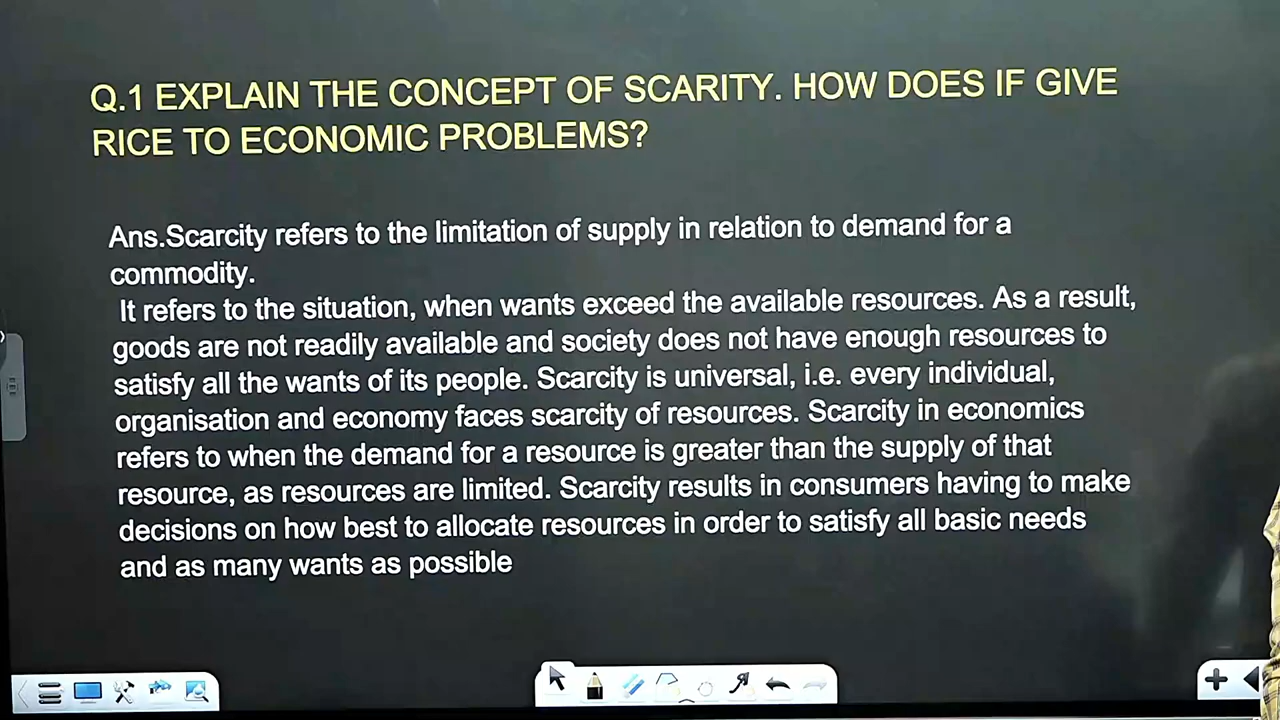 Q.1 EXPLAIN THE CONCEPT OF SCARITY. HOW DOES IF GIVE
RICE TO ECONOMIC PROBLEMS?
Ans.Scarcity refers to the limitation of supply in relation to demand for a
commodity.
It refers to the situation, when wants exceed the available resources. As a result,
goods are not readily available and society does not have enough resources to
satisfy all the wants of its people. Scarcity is universal, i.e. every individual,
organisation and economy faces scarcity of resources. Scarcity in economics
refers to when the demand for a resource is greater than the supply of that
resource, as resources are limited. Scarcity results in consumers having to make
decisions on how best to allocate resources in order to satisfy all basic needs
and as many wants as possible